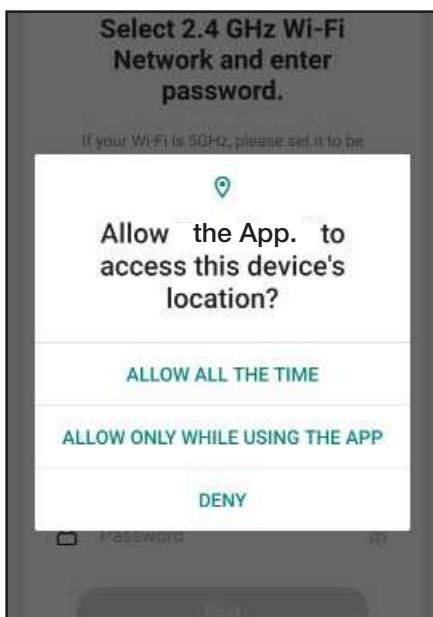 Select 2.4 GHz Wi-Fi
Network and enter
password.
If your Wi-Fi is 5GHz, please set it to be
Allow the App. to
access this device's
location?
ALLOW ALL THE TIME
ALLOW ONLY WHILE USING THE APP
DENY
Password
Next